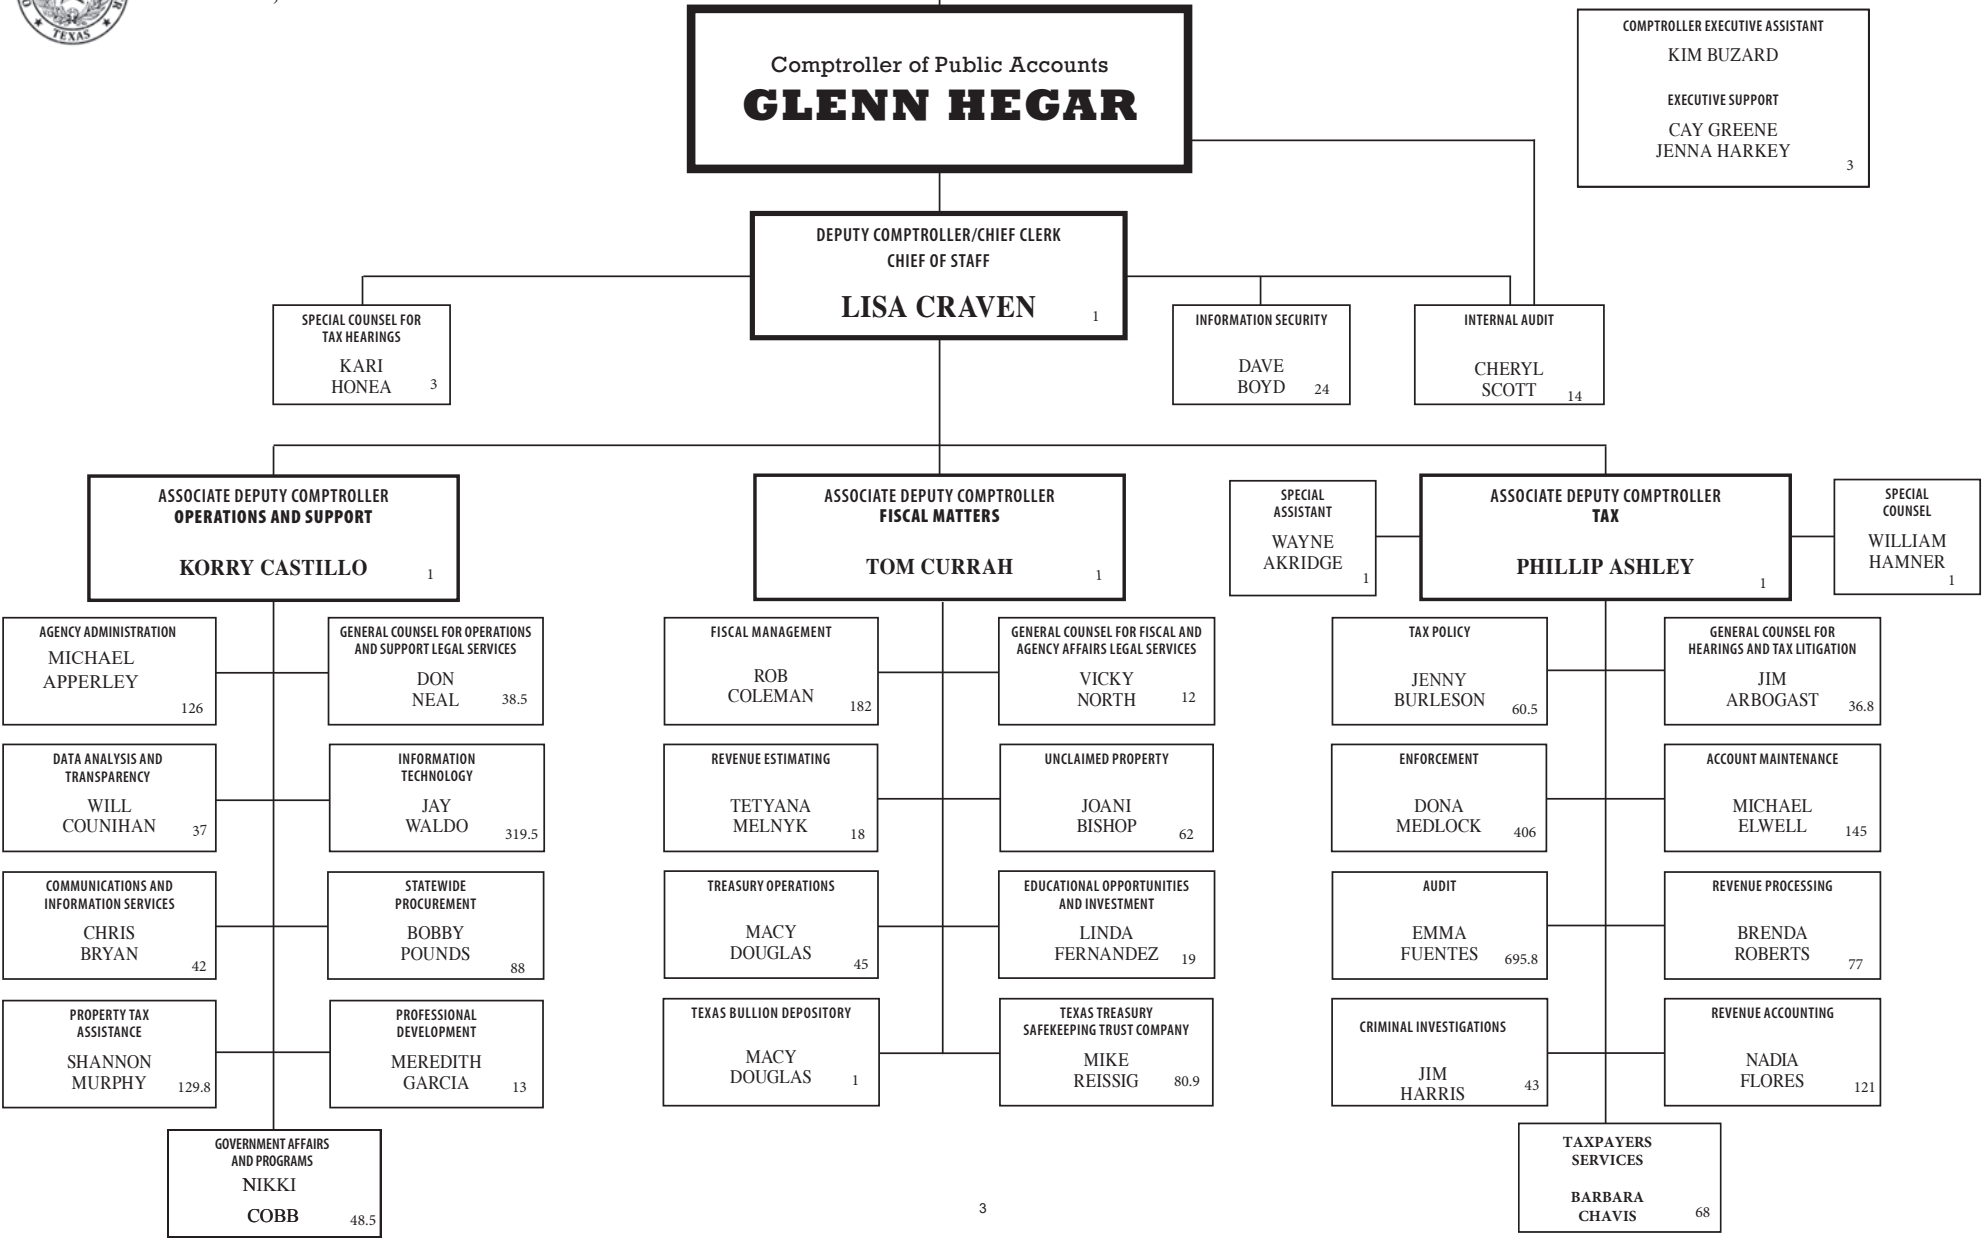 TEXAS
Comptroller of Public Accounts
GLENN HEGAR
COMPTROLLER EXECUTIVE ASSISTANT
KIM BUZARD
EXECUTIVE SUPPORT
CAY GREENE
JENNA HARKEY
3
DEPUTY COMPTROLLER/CHIEF CLERK
CHIEF OF STAFF
LISA CRAVEN
1
SPECIAL COUNSEL FOR
TAX HEARINGS
KARI
HONEA
3
INFORMATION SECURITY
DAVE
BOYD
24
INTERNAL AUDIT
CHERYL
SCOTT
14
ASSOCIATE DEPUTY COMPTROLLER
OPERATIONS AND SUPPORT
KORRY CASTILLO
1
ASSOCIATE DEPUTY COMPTROLLER
FISCAL MATTERS
TOM CURRAH
1
SPECIAL
ASSISTANT
WAYNE
AKRIDGE
1
ASSOCIATE DEPUTY COMPTROLLER
TAX
PHILLIP ASHLEY
1
SPECIAL
COUNSEL
WILLIAM
HAMNER
1
AGENCY ADMINISTRATION
MICHAEL
APPERLEY
126
GENERAL COUNSEL FOR OPERATIONS
AND SUPPORT LEGAL SERVICES
DON
NEAL
38.5
DATA ANALYSIS AND
TRANSPARENCY
WILL
COUNIHAN
37
INFORMATION
TECHNOLOGY
JAY
WALDO
319.5
COMMUNICATIONS AND
INFORMATION SERVICES
CHRIS
BRYAN
42
STATEWIDE
PROCUREMENT
BOBBY
POUNDS
88
PROPERTY TAX
ASSISTANCE
SHANNON
MURPHY
129.8
PROFESSIONAL
DEVELOPMENT
MEREDITH
GARCIA
13
GOVERNMENT AFFAIRS
AND PROGRAMS
NIKKI
COBB
48.5
FISCAL MANAGEMENT
ROB
COLEMAN
182
GENERAL COUNSEL FOR FISCAL AND
AGENCY AFFAIRS LEGAL SERVICES
VICKY
NORTH
12
REVENUE ESTIMATING
TETYANA
MELNYK
18
UNCLAIMED PROPERTY
JOANI
BISHOP
62
TREASURY OPERATIONS
MACY
DOUGLAS
45
EDUCATIONAL OPPORTUNITIES
AND INVESTMENT
LINDA
FERNANDEZ
19
TEXAS BULLION DEPOSITORY
MACY
DOUGLAS
1
TEXAS TREASURY
SAFEKEEPING TRUST COMPANY
MIKE
REISSIG
80.9
TAX POLICY
JENNY
BURLESON
60.5
GENERAL COUNSEL FOR
HEARINGS AND TAX LITIGATION
JIM
ARBOGAST
36.8
ENFORCEMENT
DONA
MEDLOCK
406
ACCOUNT MAINTENANCE
MICHAEL
ELWELL
145
AUDIT
EMMA
FUENTES
695.8
REVENUE PROCESSING
BRENDA
ROBERTS
77
CRIMINAL INVESTIGATIONS
JIM
HARRIS
43
REVENUE ACCOUNTING
NADIA
FLORES
121
TAXPAYERS
SERVICES
BARBARA
CHAVIS
68
3